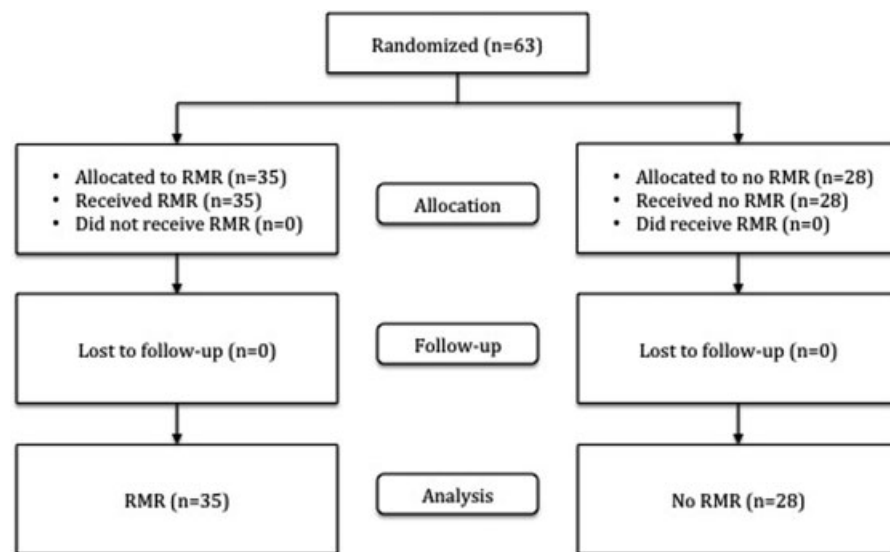 Randomized (n=63)
• Allocated to RMR (n=35)
• Received RMR (n=35)
• Did not receive RMR (n=0)
Allocation
• Allocated to no RMR (n=28)
• Received no RMR (n=28)
• Did receive RMR (n=0)
Lost to follow-up (n=0)
Follow-up
Lost to follow-up (n=0)
RMR (n=35)
Analysis
No RMR (n=28)